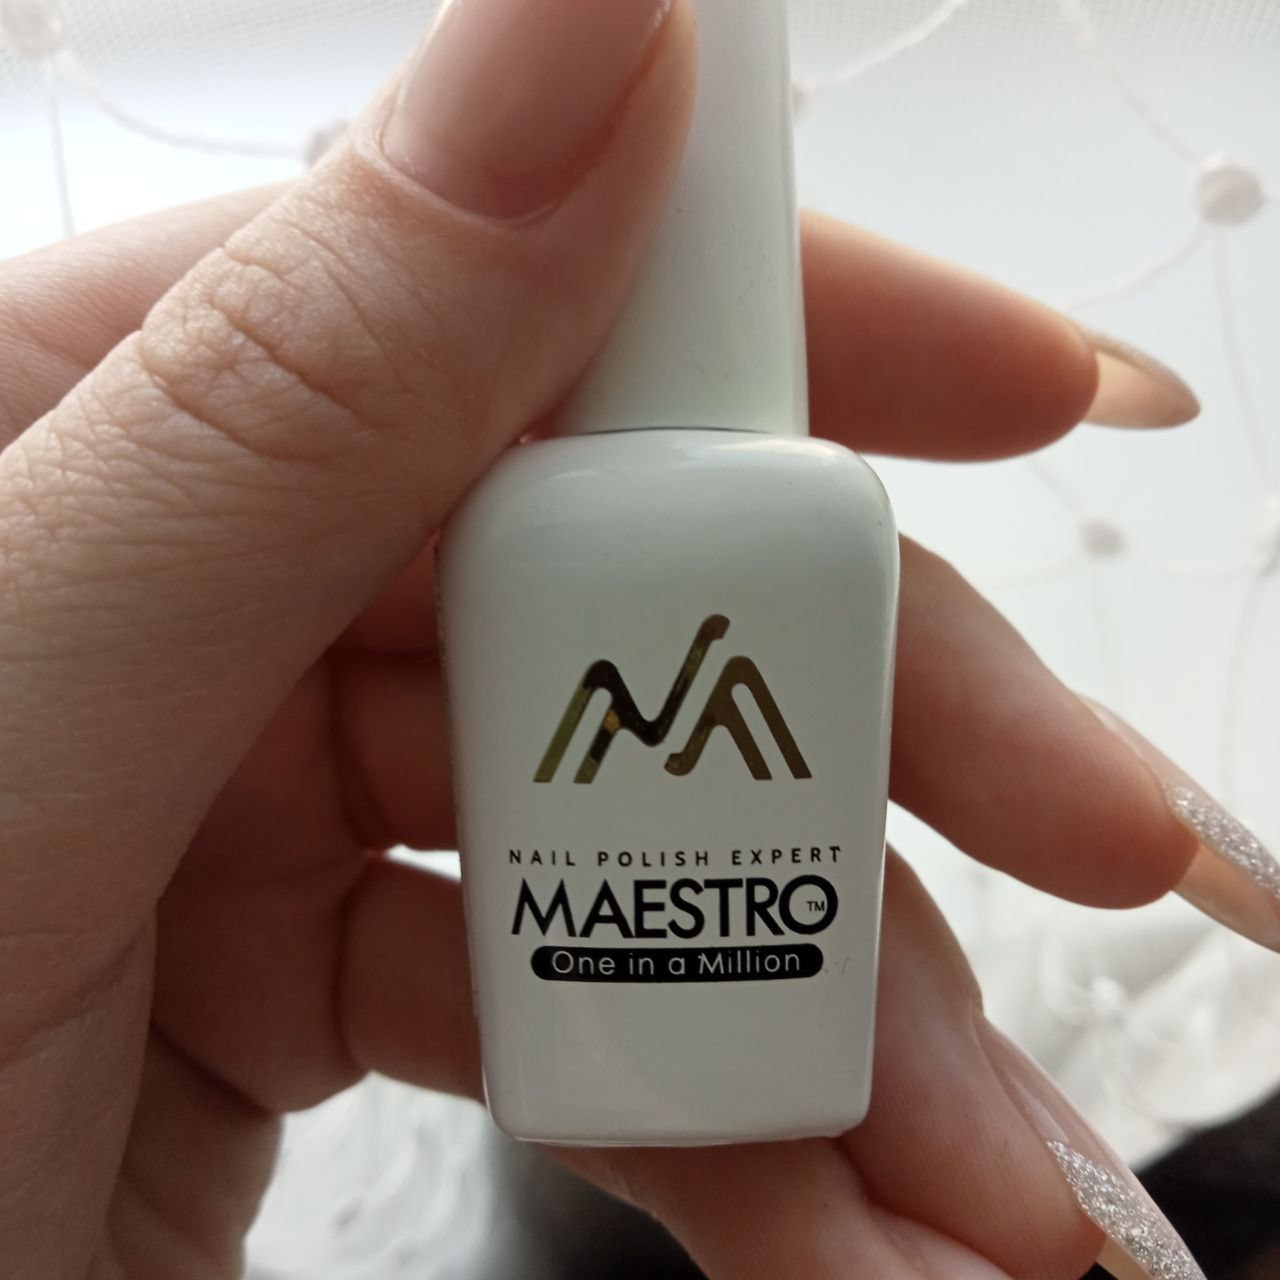 NAIL POLISH EXPERT
MAESTRO™
One in a Million